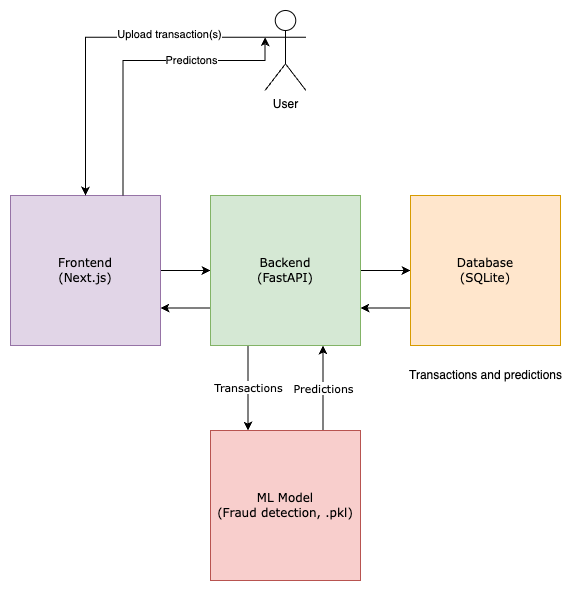 Upload transaction(s)
Predictons
User
Frontend
(Next.js)
Backend
(FastAPI)
Database
(SQLite)
Transactions
Predictions
Transactions and predictions
ML Model
(Fraud detection, .pkl)